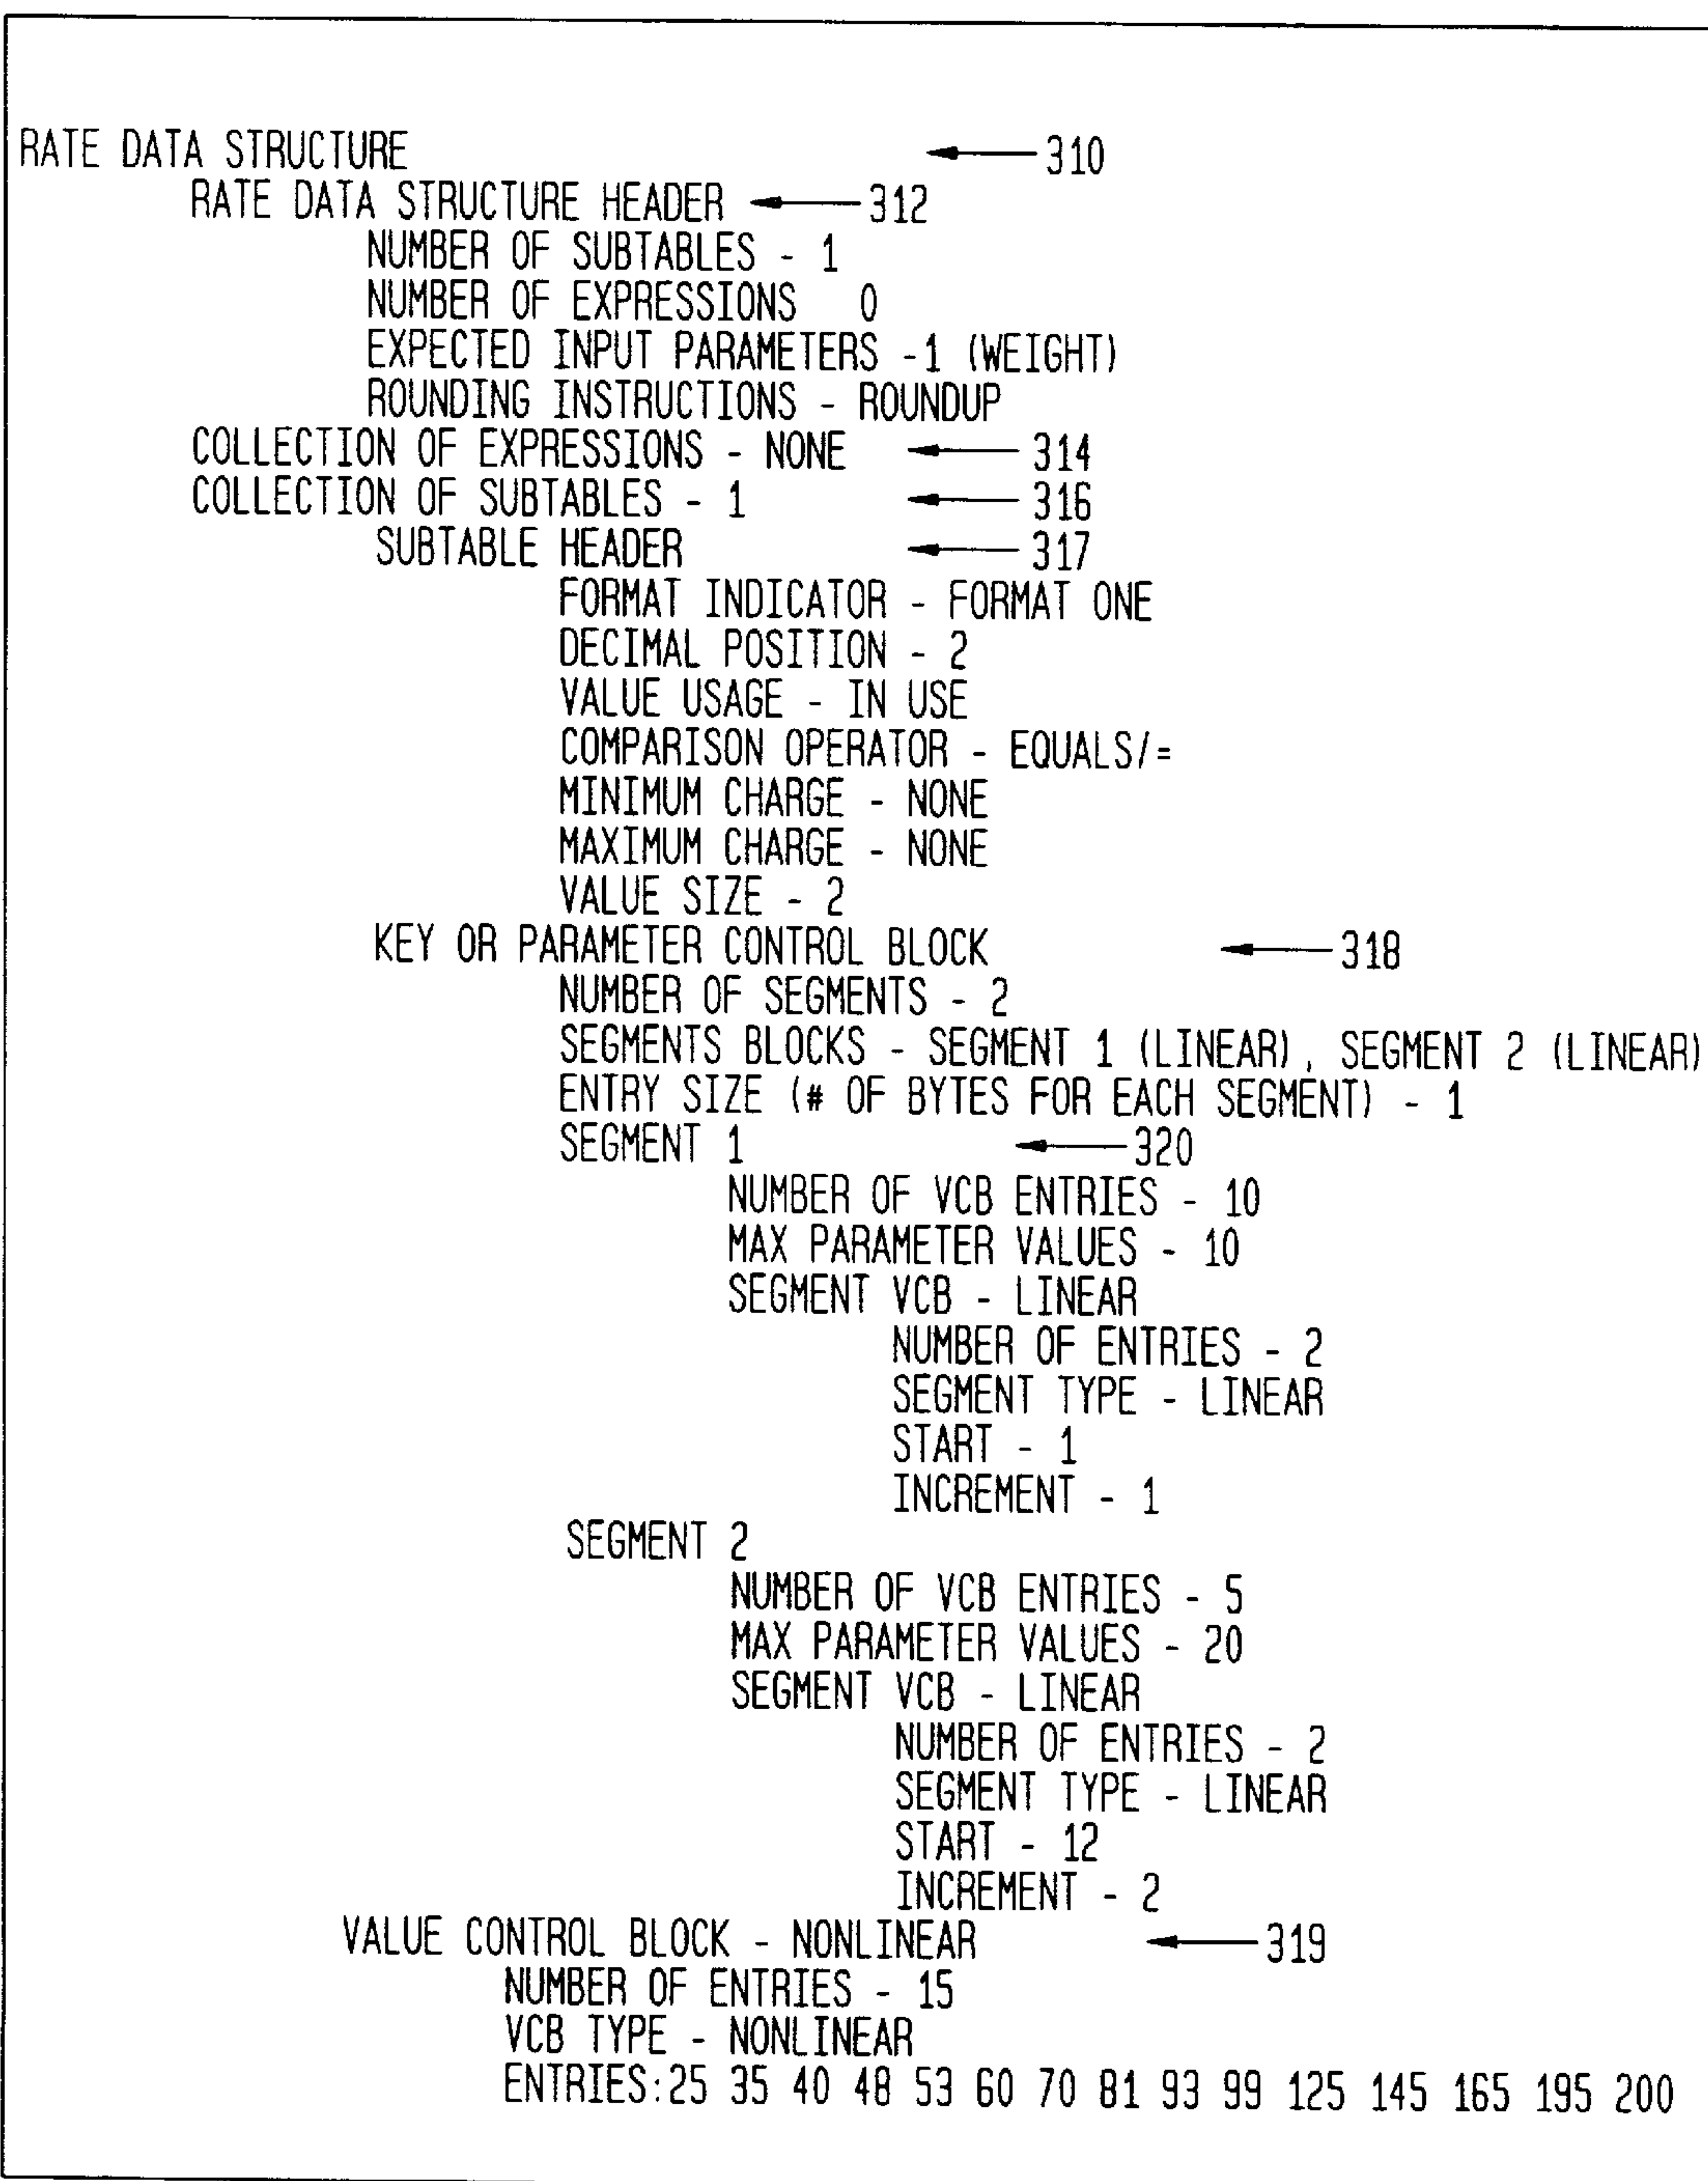 RATE DATA STRUCTURE 310
RATE DATA STRUCTURE HEADER 312
NUMBER OF SUBTABLES - 1
NUMBER OF EXPRESSIONS 0
EXPECTED INPUT PARAMETERS -1 (WEIGHT)
ROUNDING INSTRUCTIONS - ROUNDUP
COLLECTION OF EXPRESSIONS - NONE 314
COLLECTION OF SUBTABLES - 1 316
SUBTABLE HEADER 317
FORMAT INDICATOR - FORMAT ONE
DECIMAL POSITION - 2
VALUE USAGE - IN USE
COMPARISON OPERATOR - EQUALS/=
MINIMUM CHARGE - NONE
MAXIMUM CHARGE - NONE
VALUE SIZE - 2
KEY OR PARAMETER CONTROL BLOCK 318
NUMBER OF SEGMENTS - 2
SEGMENTS BLOCKS - SEGMENT 1 (LINEAR), SEGMENT 2 (LINEAR)
ENTRY SIZE (# OF BYTES FOR EACH SEGMENT) - 1
SEGMENT 1 320
NUMBER OF VCB ENTRIES - 10
MAX PARAMETER VALUES - 10
SEGMENT VCB - LINEAR
NUMBER OF ENTRIES - 2
SEGMENT TYPE - LINEAR
START - 1
INCREMENT - 1
SEGMENT 2
NUMBER OF VCB ENTRIES - 5
MAX PARAMETER VALUES - 20
SEGMENT VCB - LINEAR
NUMBER OF ENTRIES - 2
SEGMENT TYPE - LINEAR
START - 12
INCREMENT - 2
VALUE CONTROL BLOCK - NONLINEAR 319
NUMBER OF ENTRIES - 15
VCB TYPE - NONLINEAR
ENTRIES:25 35 40 48 53 60 70 81 93 99 125 145 165 195 200